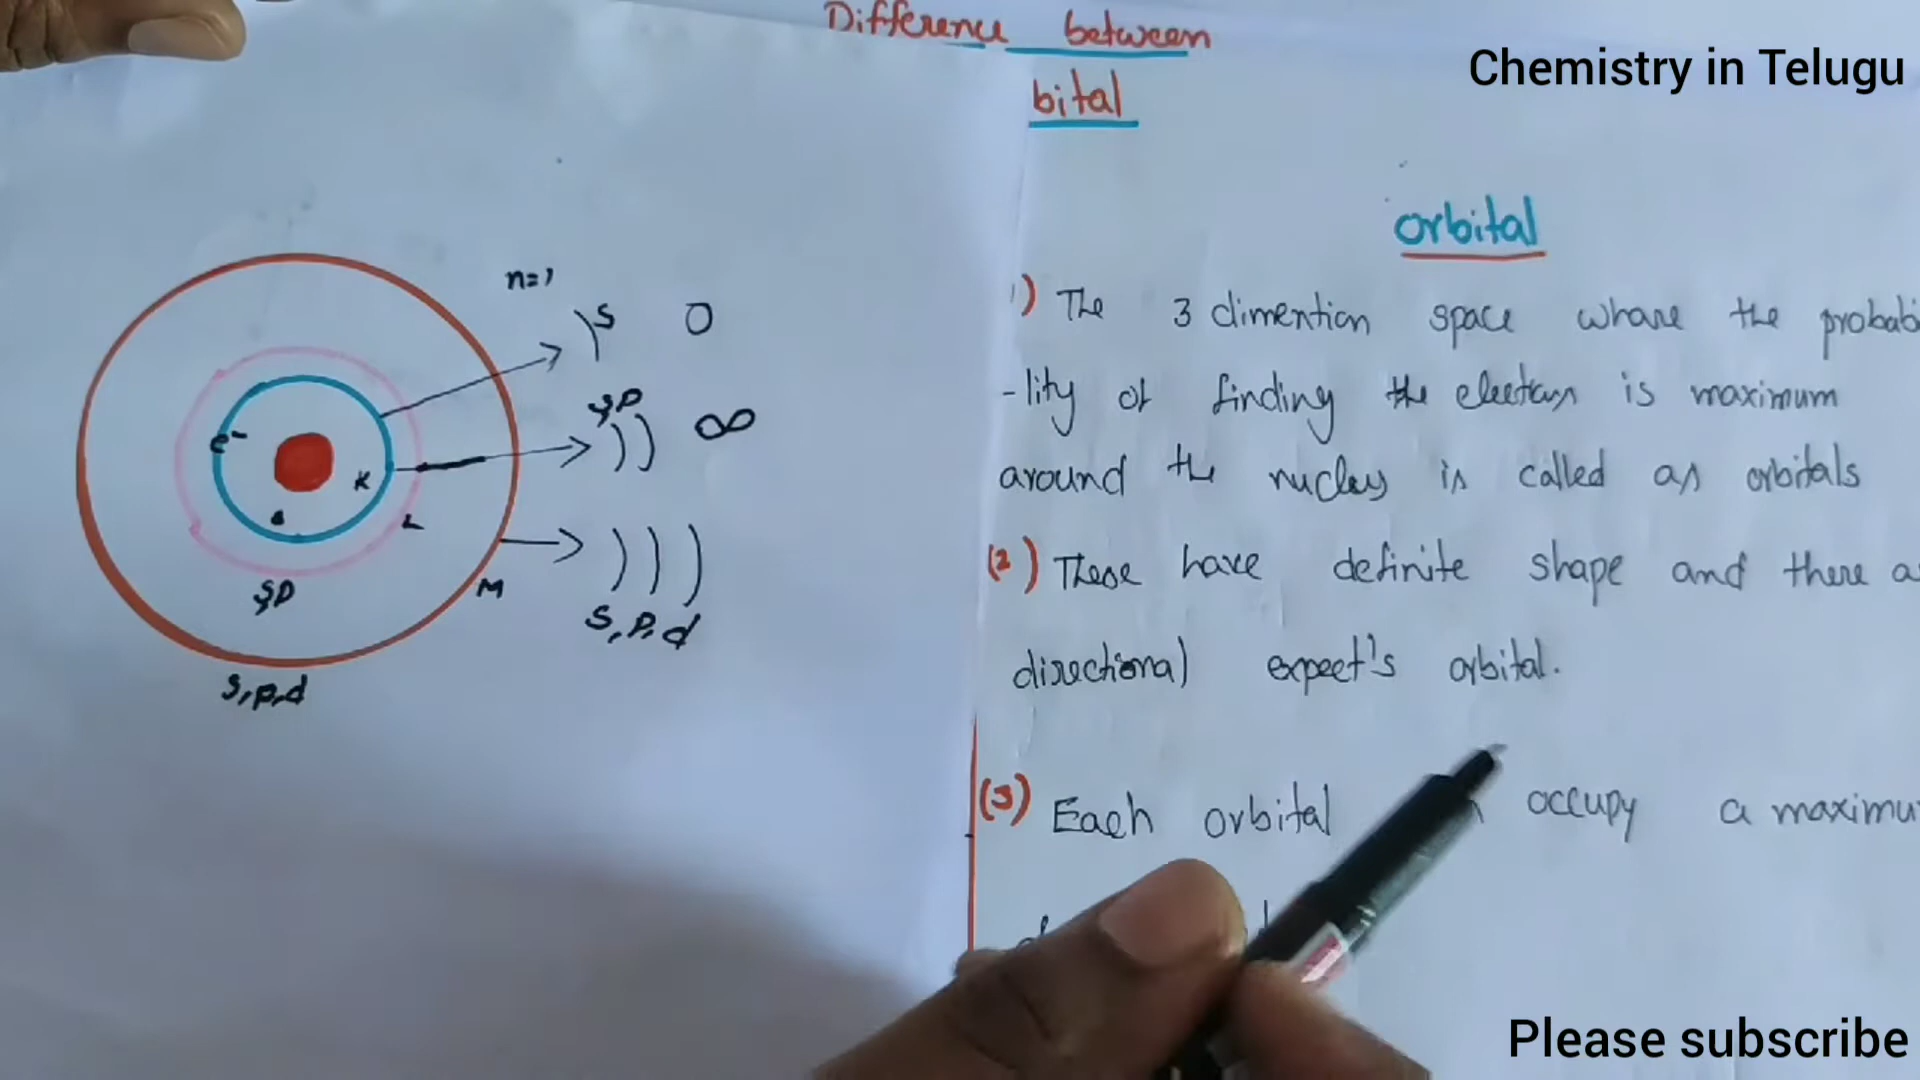 Difference between
bital
Chemistry in Telugu
n=1
s
s,p
e-
K
L
M
s,p
s,p,d
s,p,d
orbital
1) The 3 dimention space whare the probabi
-lity of finding the electron is maximum
around the nucleus is called as orbitals
(2) These have definite shape and there a
directional expect's orbital.
(3) Each orbital occupy a maximu
Please subscribe